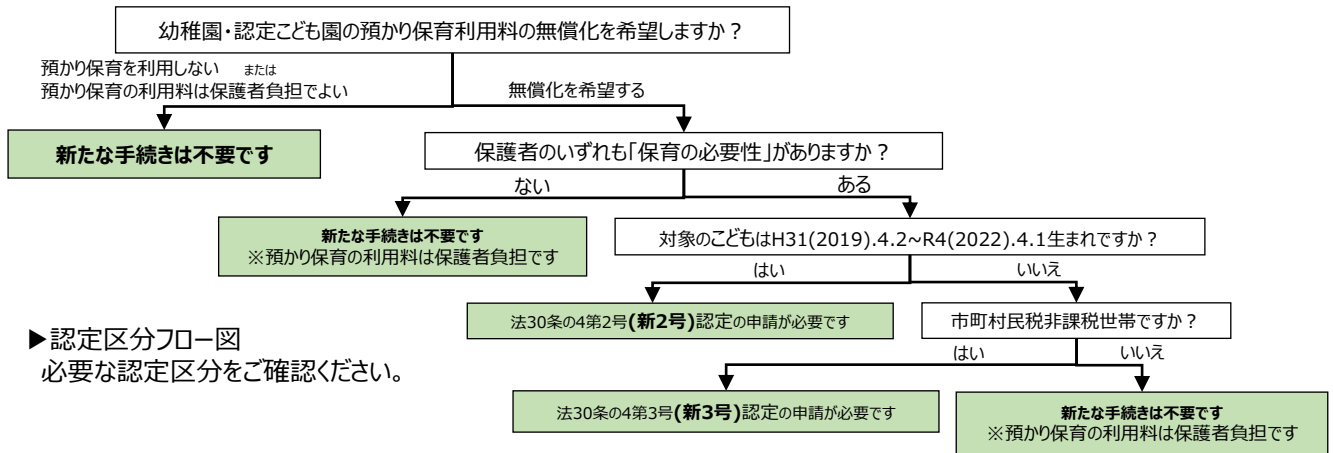 幼稚園・認定こども園の預かり保育利用料の無償化を希望しますか？
預かり保育を利用しない または
預かり保育の利用料は保護者負担でよい
無償化を希望する
新たな手続きは不要です
保護者のいずれも「保育の必要性」がありますか？
ない
ある
新たな手続きは不要です
※預かり保育の利用料は保護者負担です
対象のこどもはH31(2019).4.2~R4(2022).4.1生まれですか？
はい
いいえ
法30条の4第2号(新2号)認定の申請が必要です
市町村民税非課税世帯ですか？
▶認定区分フロー図
必要な認定区分をご確認ください。
はい
いいえ
法30条の4第3号(新3号)認定の申請が必要です
新たな手続きは不要です
※預かり保育の利用料は保護者負担です